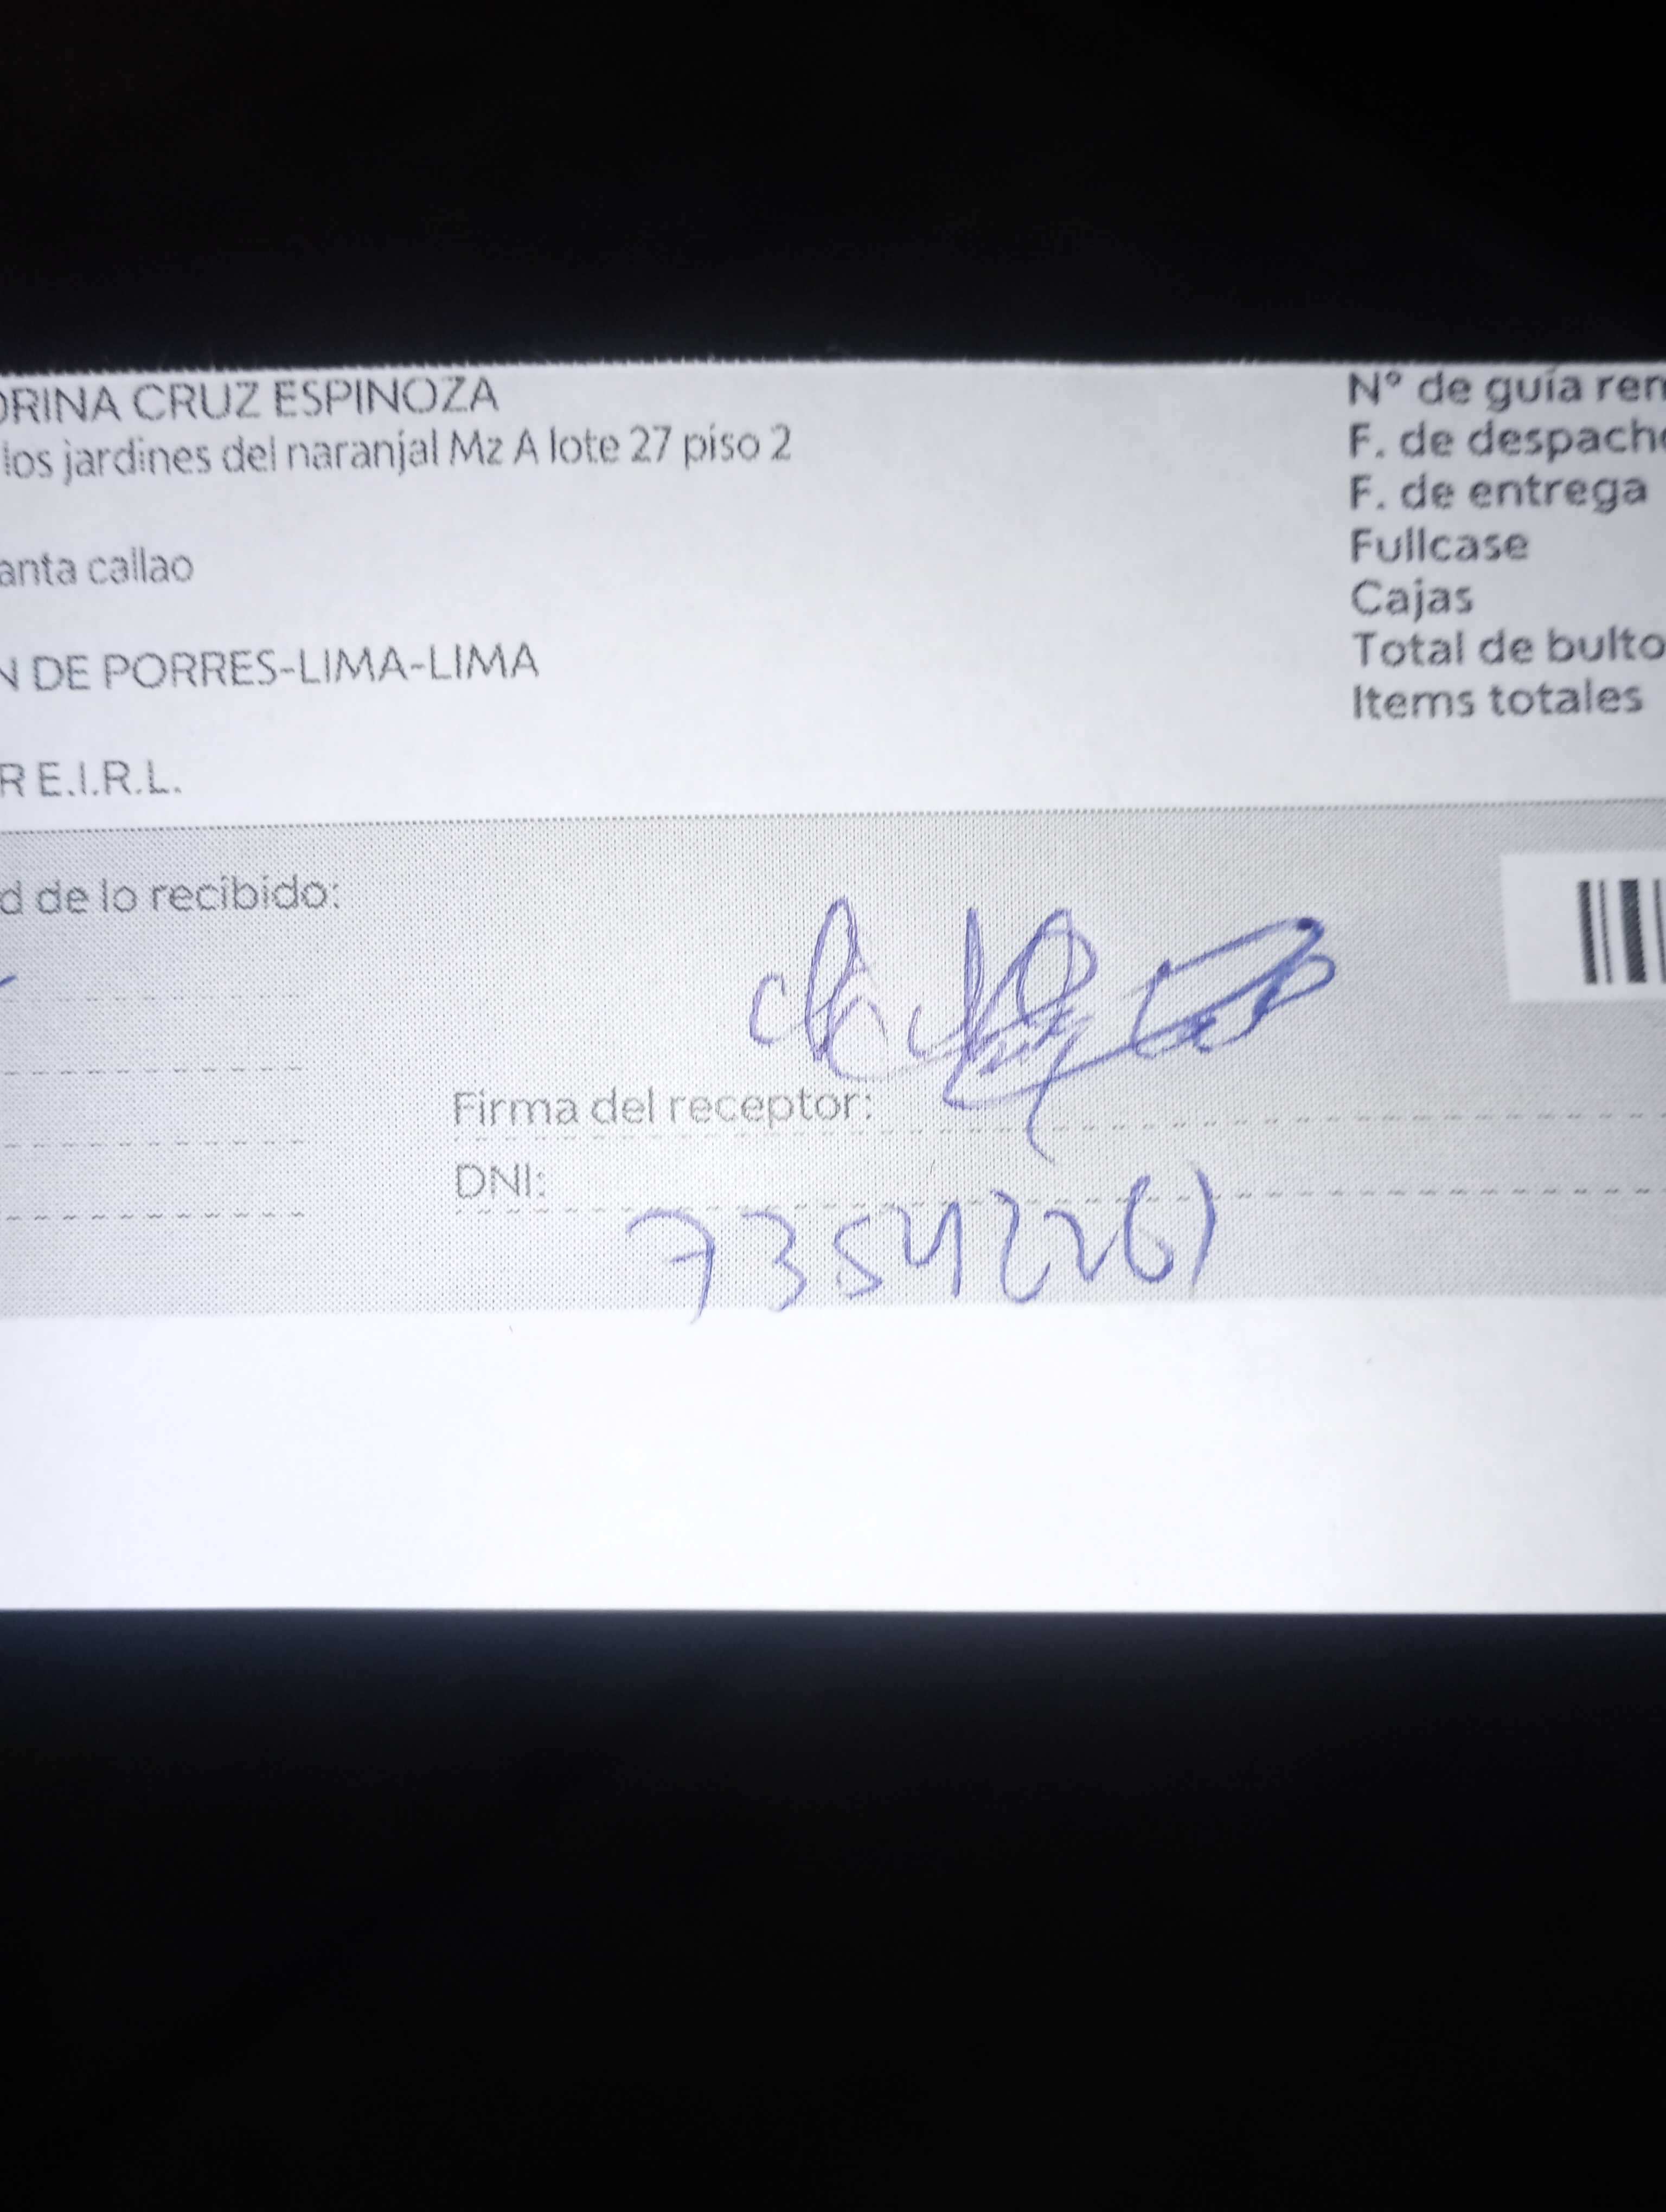 ORINA CRUZ ESPINOZA
los jardines del naranjal Mz A lote 27 piso 2
anta callao
N DE PORRES-LIMA-LIMA
R E.I.R.L.
N° de guía rem
F. de despacho
F. de entrega
Fullcase
Cajas
Total de bulto
Items totales
d de lo recibido:
Firma del receptor:
DNI:
73542261